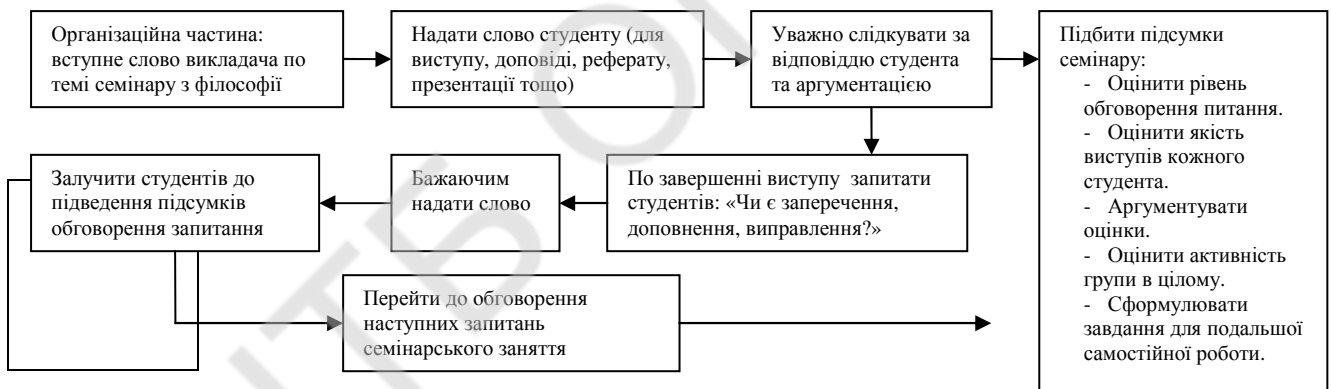 Організаційна частина:
вступне слово викладача по
темі семінару з філософії
Надати слово студенту (для
виступу, доповіді, реферату,
презентації тощо)
Уважно слідкувати за
відповіддю студента
та аргументацією
Підбити підсумки
семінару:
- Оцінити рівень
обговорення питання.
- Оцінити якість
виступів кожного
студента.
- Аргументувати
оцінки.
- Оцінити активність
групи в цілому.
- Сформулювати
завдання для подальшої
самостійної роботи.
По завершенні виступу запитати
студентів: «Чи є заперечення,
доповнення, виправлення?»
Бажаючим
надати слово
Залучити студентів до
підведення підсумків
обговорення запитання
Перейти до обговорення
наступних запитань
семінарського заняття